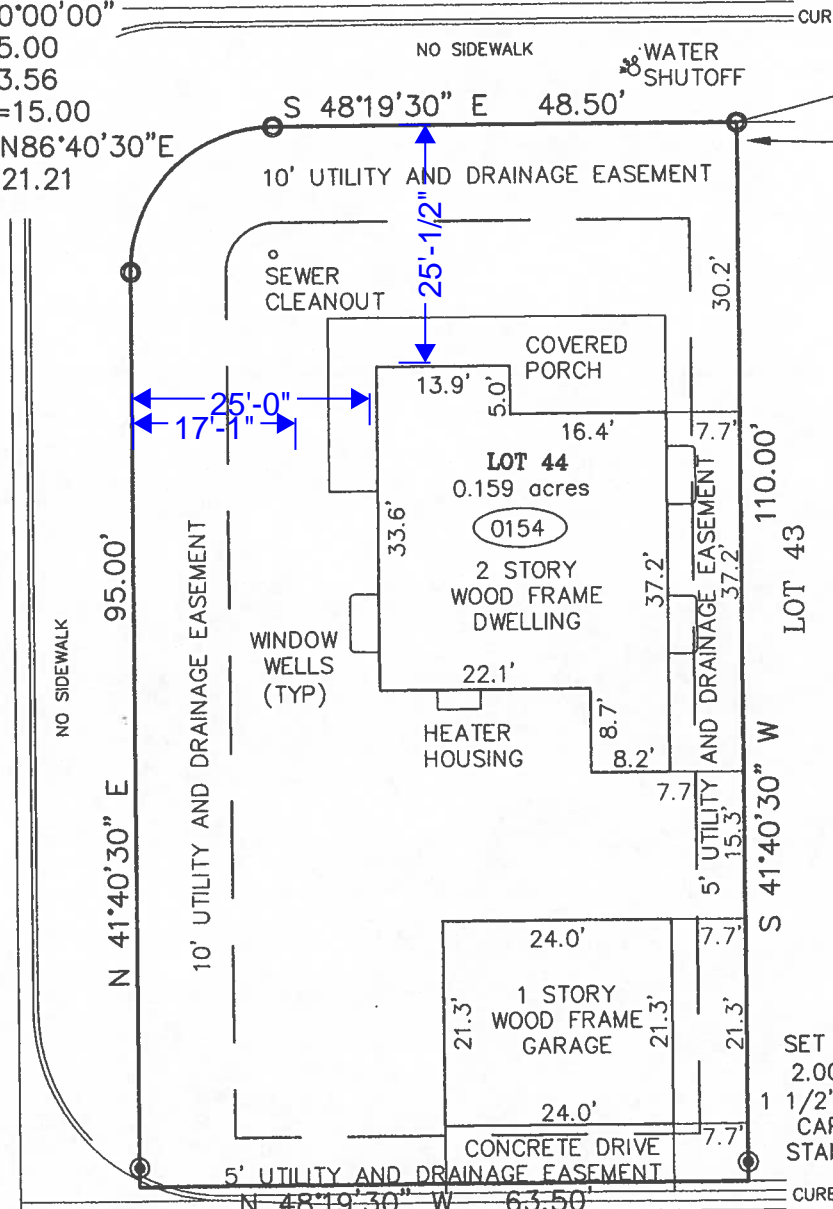 0°00'00"
5.00
3.56
=15.00
N86°40'30"E
21.21
CUR
NO SIDEWALK
WATER
SHUTOFF
S 48°19'30" E 48.50'
10' UTILITY AND DRAINAGE EASEMENT
25'-1/2"
SEWER
CLEANOUT
30.2'
COVERED
PORCH
13.9'
5.0'
25'-0"
17'-1"
16.4'
7.7'
LOT 44
0.159 acres
0154
2 STORY
WOOD FRAME
DWELLING
33.6'
37.2'
37.2'
110.00'
LOT 43
95.00'
NO SIDEWALK
10' UTILITY AND DRAINAGE EASEMENT
WINDOW
WELLS
(TYP)
22.1'
HEATER
HOUSING
8.7'
8.2'
7.7
15.3'
5' UTILITY AND DRAINAGE EASEMENT
S 41°40'30" W
N 41°40'30" E
24.0'
7.7'
1 STORY
WOOD FRAME
GARAGE
21.3'
21.3'
21.3'
24.0'
7.7'
SET
2.00
1 1/2"
CAP
STAM
CONCRETE DRIVE
5' UTILITY AND DRAINAGE EASEMENT
N 48°19'30" W 63.50'
CURB